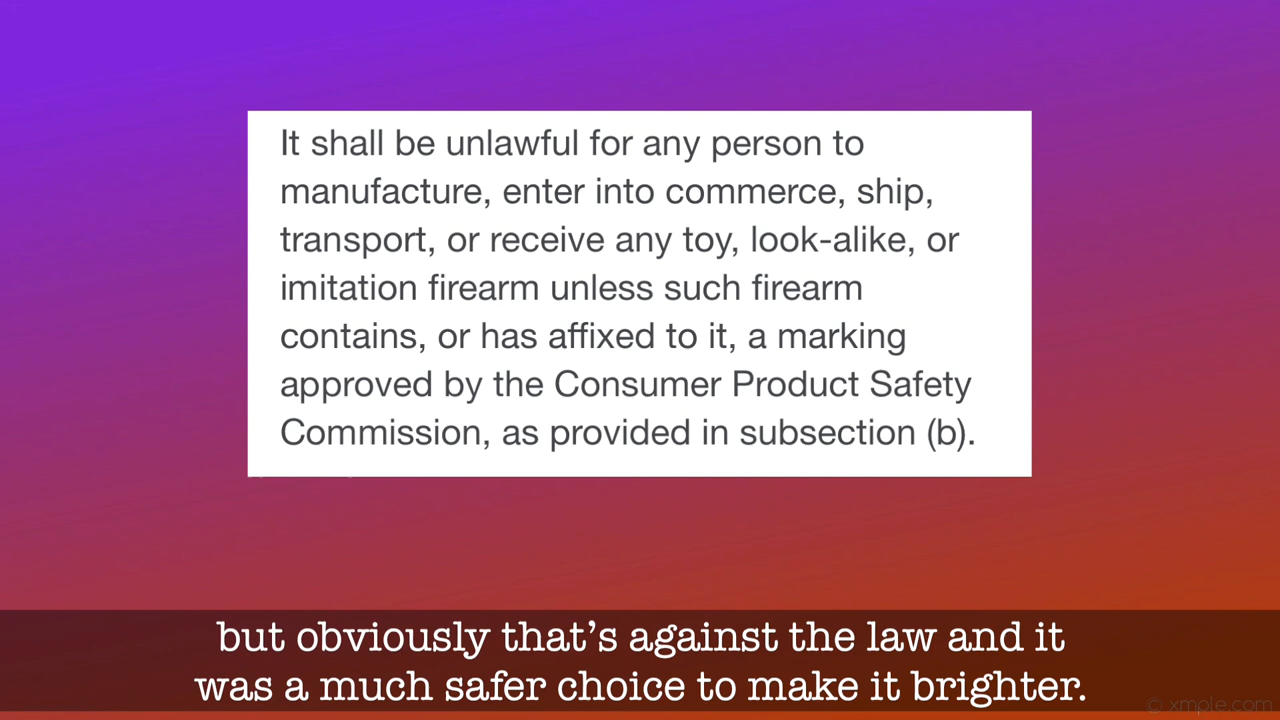 It shall be unlawful for any person to
manufacture, enter into commerce, ship,
transport, or receive any toy, look-alike, or
imitation firearm unless such firearm
contains, or has affixed to it, a marking
approved by the Consumer Product Safety
Commission, as provided in subsection (b).
but obviously that's against the law and it
was a much safer choice to make it brighter.
© xmple.com